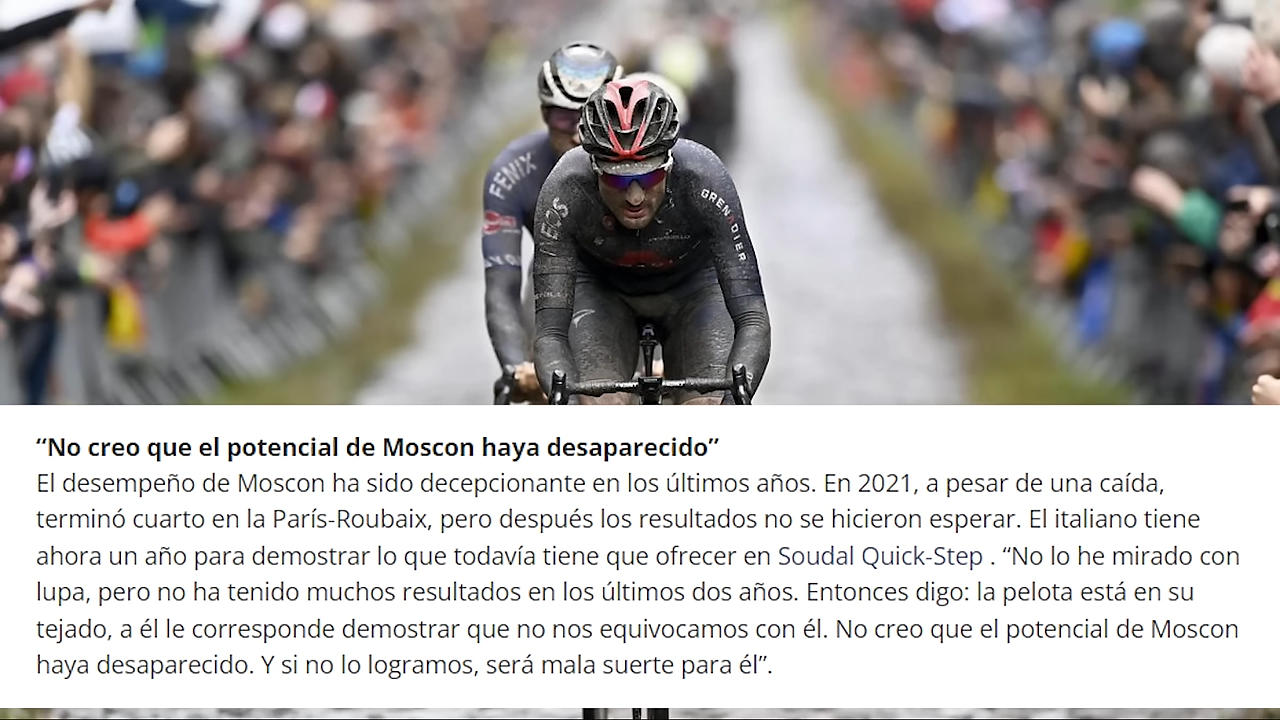 FENIX
GRENADIER
“No creo que el potencial de Moscon haya desaparecido”
El desempeño de Moscon ha sido decepcionante en los últimos años. En 2021, a pesar de una caída,
terminó cuarto en la París-Roubaix, pero después los resultados no se hicieron esperar. El italiano tiene
ahora un año para demostrar lo que todavía tiene que ofrecer en Soudal Quick-Step . “No lo he mirado con
lupa, pero no ha tenido muchos resultados en los últimos dos años. Entonces digo: la pelota está en su
tejado, a él le corresponde demostrar que no nos equivocamos con él. No creo que el potencial de Moscon
haya desaparecido. Y si no lo logramos, será mala suerte para él”.